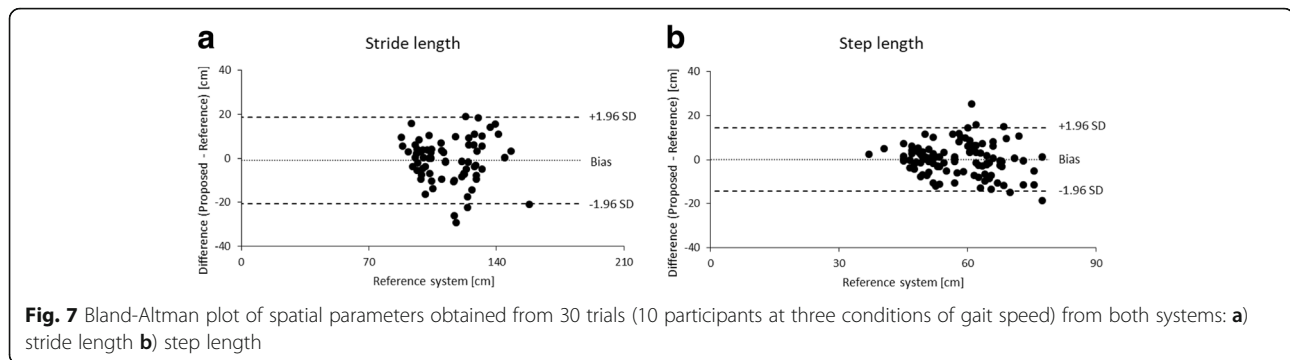 a
Stride length
Difference (Proposed - Reference) [cm]
40
20
0
-20
-40
+1.96 SD
Bias
-1.96 SD
0
70
140
210
Reference system [cm]
b
Step length
Difference (Proposed - Reference) [cm]
40
20
0
-20
-40
+1.96 SD
Bias
-1.96 SD
0
30
60
90
Reference system [cm]
Fig. 7 Bland-Altman plot of spatial parameters obtained from 30 trials (10 participants at three conditions of gait speed) from both systems: a)
stride length b) step length